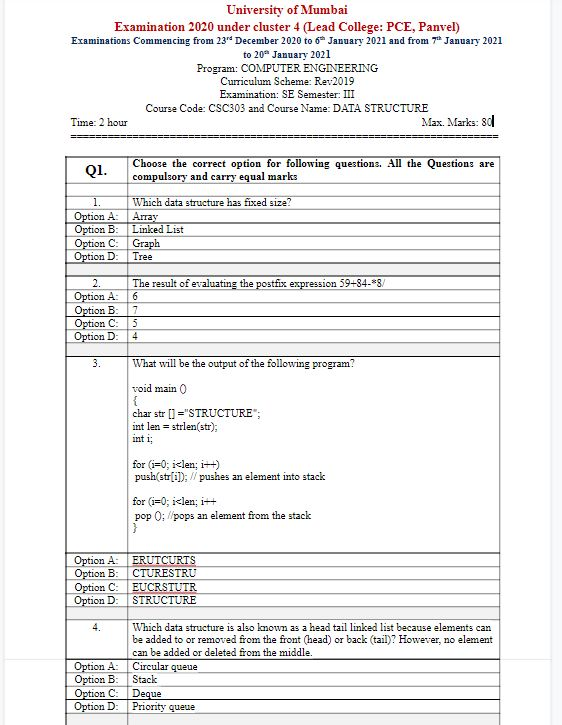 University of Mumbai
Examination 2020 under cluster 4 (Lead College: PCE, Panvel)
Examinations Commencing from 23rd December 2020 to 6th January 2021 and from 7th January 2021
to 20th January 2021
Program: COMPUTER ENGINEERING
Curriculum Scheme: Rev2019
Examination: SE Semester: III
Course Code: CSC303 and Course Name: DATA STRUCTURE
Time: 2 hour Max. Marks: 80
================================================================================
Q1. Choose the correct option for following questions. All the Questions are
compulsory and carry equal marks
1. Which data structure has fixed size?
Option A: Array
Option B: Linked List
Option C: Graph
Option D: Tree
2. The result of evaluating the postfix expression 59+84-*8/
Option A: 6
Option B: 7
Option C: 5
Option D: 4
3. What will be the output of the following program?
void main ()
{
char str [] ="STRUCTURE";
int len = strlen(str);
int i;
for (i=0; i<len; i++)
push(str[i]); // pushes an element into stack
for (i=0; i<len; i++
pop (); //pops an element from the stack
}
Option A: ERUTCURTS
Option B: CTURESTRU
Option C: EUCRSTUTR
Option D: STRUCTURE
4. Which data structure is also known as a head tail linked list because elements can
be added to or removed from the front (head) or back (tail)? However, no element
can be added or deleted from the middle.
Option A: Circular queue
Option B: Stack
Option C: Deque
Option D: Priority queue